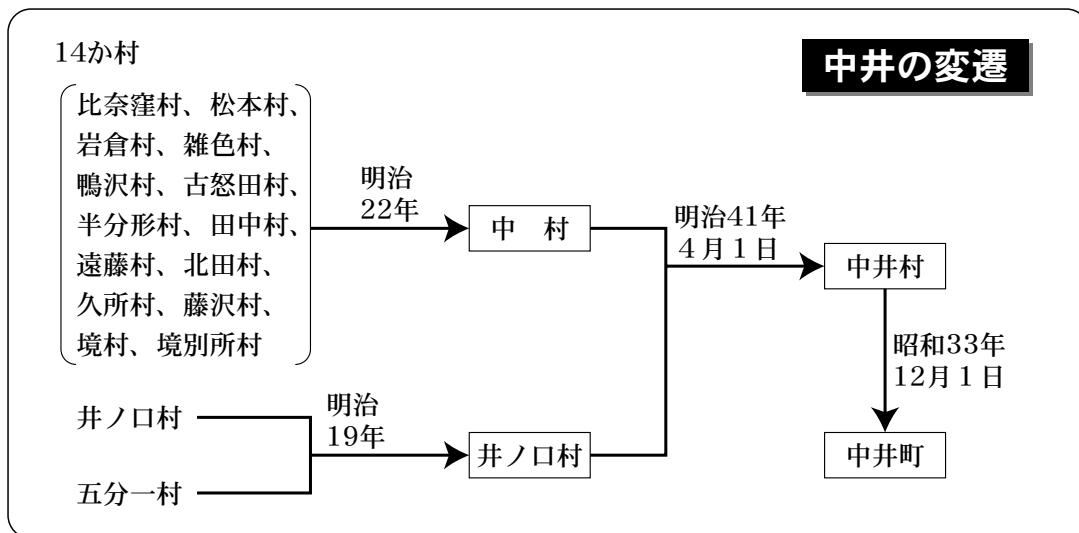 中井の変遷
14か村
比奈窪村、松本村、
岩倉村、雑色村、
鴨沢村、古怒田村、
半分形村、田中村、
遠藤村、北田村、
久所村、藤沢村、
境村、境別所村
明治
22年
中　村
井ノ口村
五分一村
明治
19年
井ノ口村
明治41年
４月１日
中井村
昭和33年
12月１日
中井町